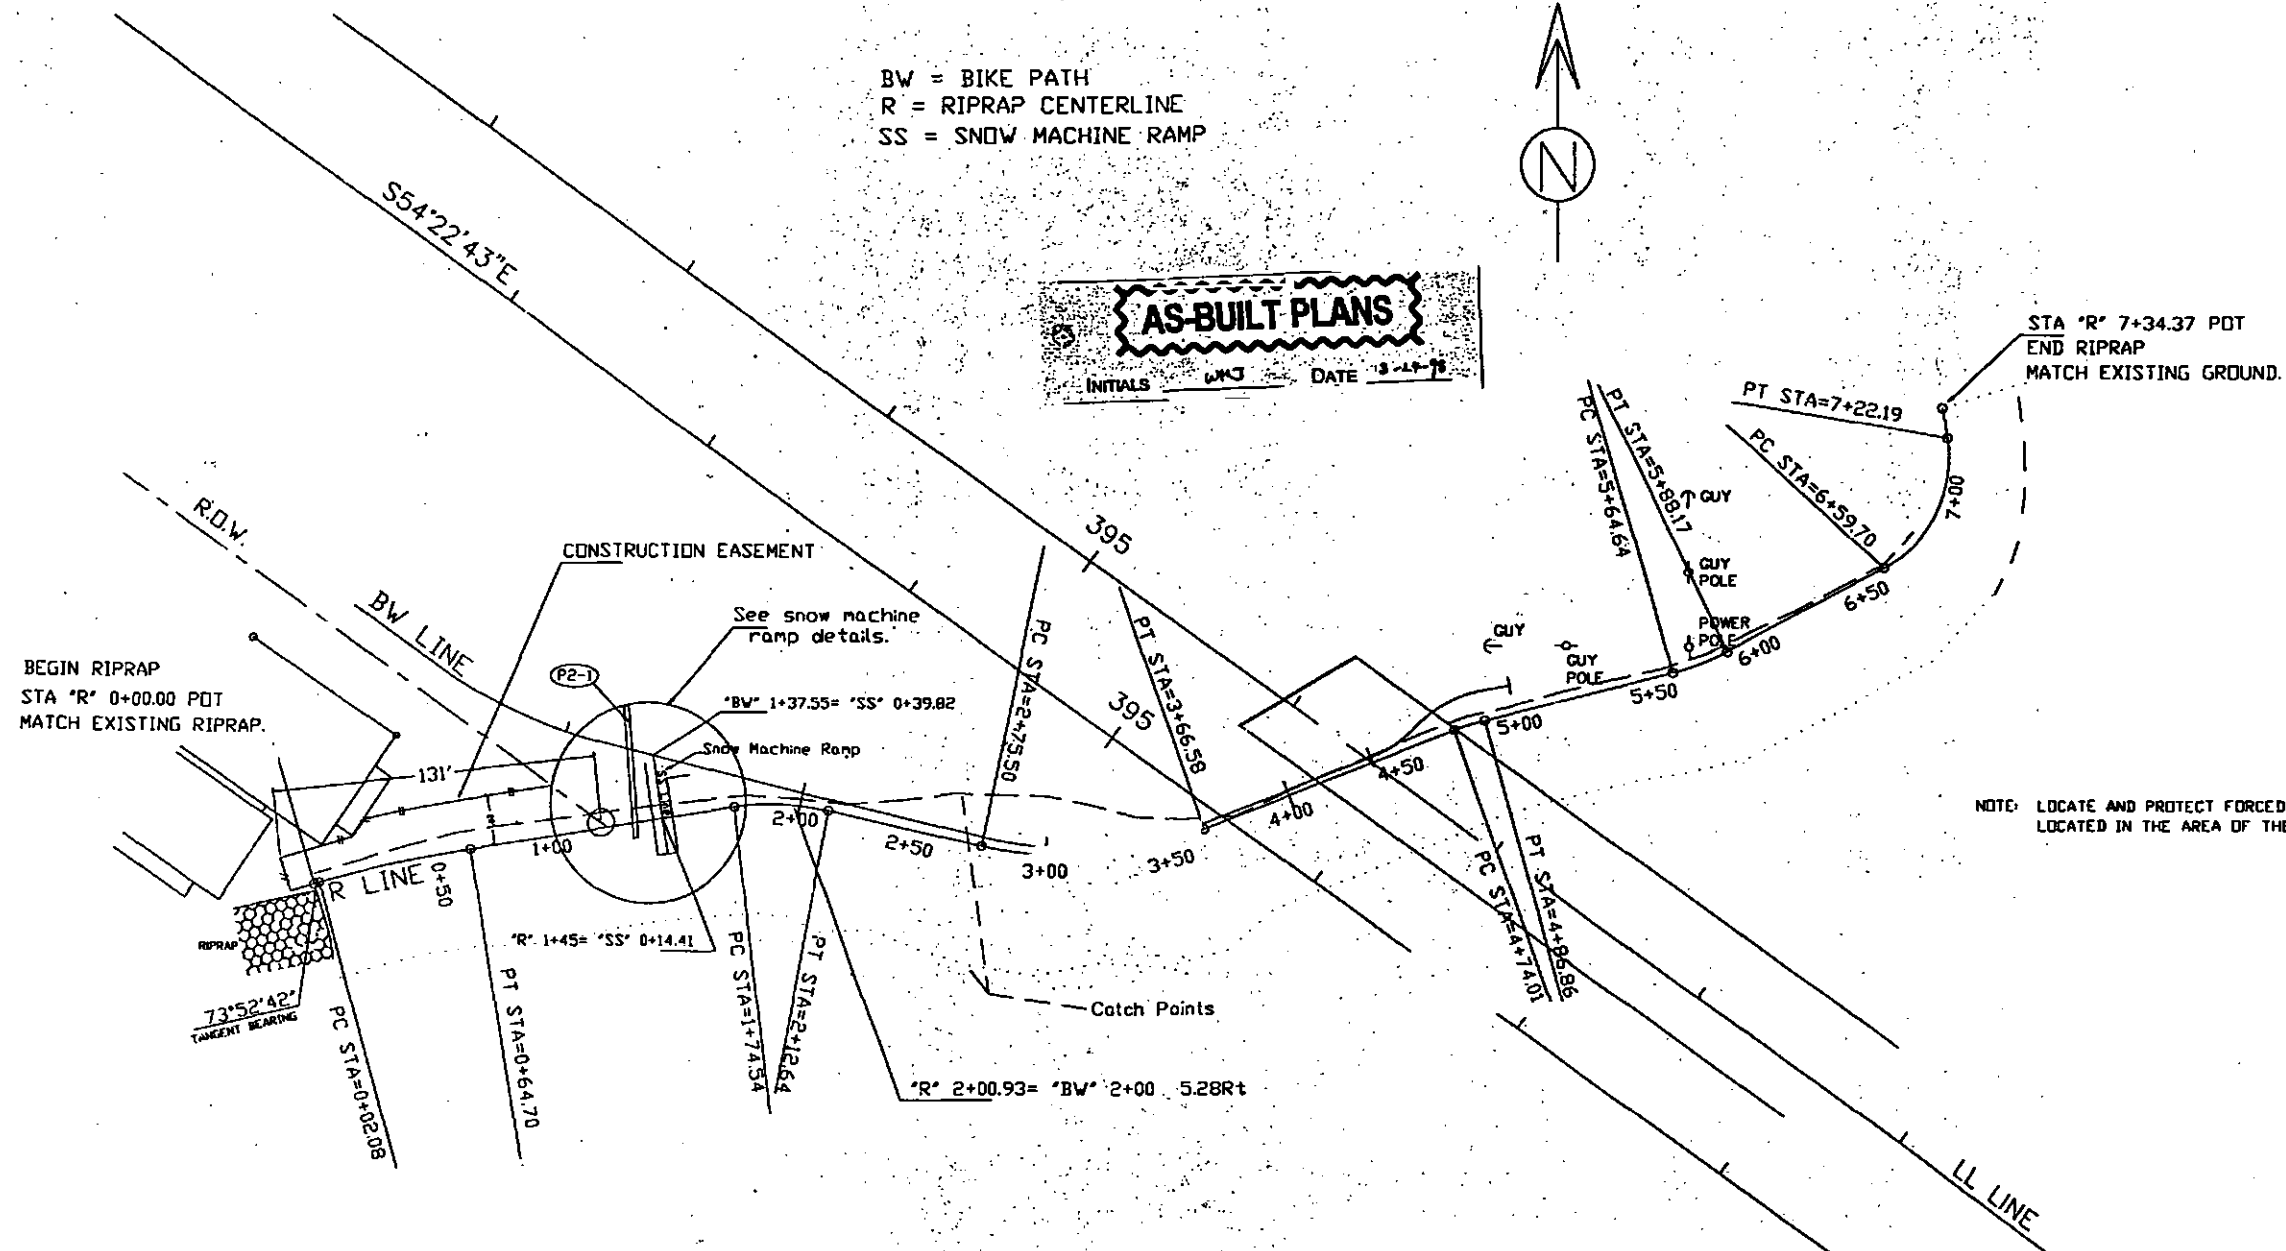 BW = BIKE PATH
R = RIPRAP CENTERLINE
SS = SNOW MACHINE RAMP
N
S54°22'43"E
AS-BUILT PLANS
INITIALS WMJ DATE
STA "R" 7+34.37 POT
END RIPRAP
MATCH EXISTING GROUND.
PT STA=7+22.19
PC STA=6+59.70
7+00
PT STA=5+88.17
PC STA=5+64.64
GUY
GUY
POLE
POWER
POLE
GUY
GUY
POLE
6+50
6+00
5+50
5+00
R.O.W.
CONSTRUCTION EASEMENT
395
395
BW LINE
See snow machine
ramp details.
P2-1
"BW" 1+37.55= "SS" 0+39.82
Snow Machine Ramp
BEGIN RIPRAP
STA "R" 0+00.00 POT
MATCH EXISTING RIPRAP.
131'
PC STA=2+75.50
PT STA=3+66.58
4+50
4+00
3+50
3+00
2+50
2+00
1+00
0+50
R LINE
RIPRAP
73°52'42"
TANGENT BEARING
PC STA=0+02.08
PT STA=0+64.70
"R" 1+45= "SS" 0+14.41
PC STA=1+74.54
PT STA=2+12.64
Catch Points
"R" 2+00.93= "BW" 2+00 5.28Rt
PC STA=4+74.01
PT STA=4+86.86
NOTE: LOCATE AND PROTECT FORCED
LOCATED IN THE AREA OF THE
LL LINE